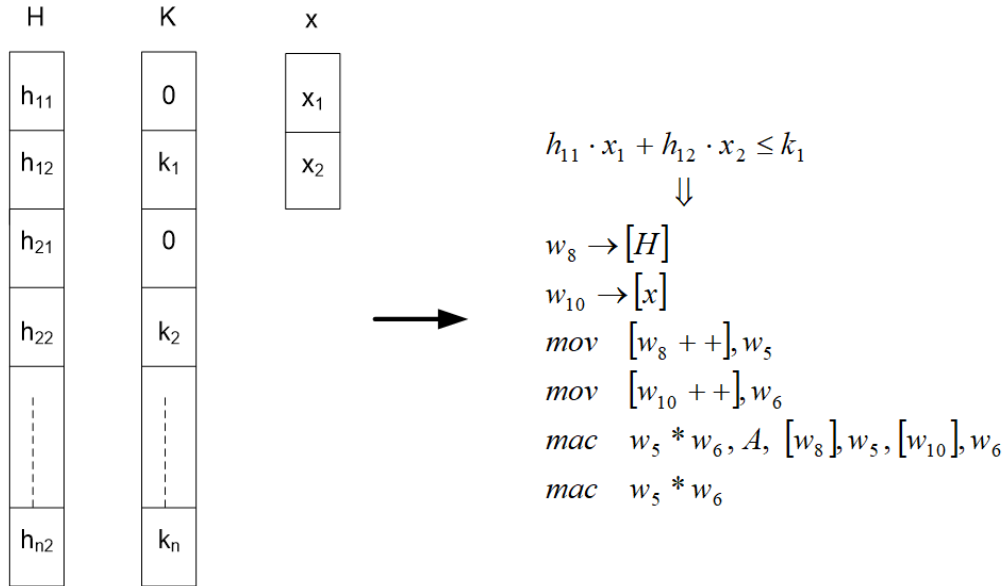 H K x
h11 0 x1
h12 k1 x2
h21 0
h22 k2
hn2 kn
h11 · x1 + h12 · x2 ≤ k1
⇓
w8 → [H]
w10 → [x]
mov [w8 + +], w5
mov [w10 + +], w6
mac w5 * w6, A, [w8], w5, [w10], w6
mac w5 * w6